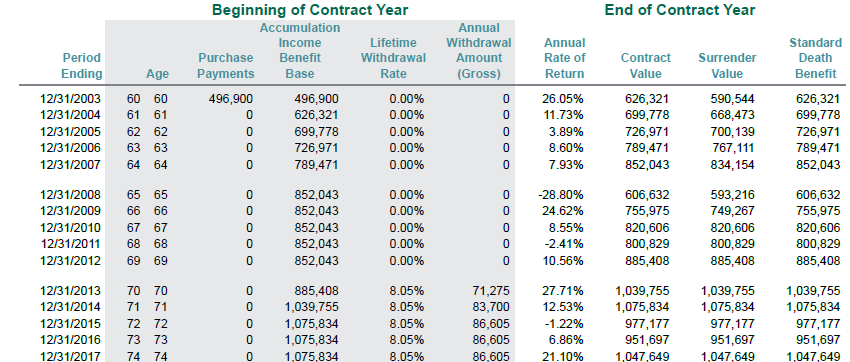 Beginning of Contract Year End of Contract Year
Accumulation Annual
Income Lifetime Withdrawal Annual Standard
Period Purchase Benefit Withdrawal Amount Rate of Contract Surrender Death
Ending Age Payments Base Rate (Gross) Return Value Value Benefit
12/31/2003 60 60 496,900 496,900 0.00% 0 26.05% 626,321 590,544 626,321
12/31/2004 61 61 0 626,321 0.00% 0 11.73% 699,778 668,473 699,778
12/31/2005 62 62 0 699,778 0.00% 0 3.89% 726,971 700,139 726,971
12/31/2006 63 63 0 726,971 0.00% 0 8.60% 789,471 767,111 789,471
12/31/2007 64 64 0 789,471 0.00% 0 7.93% 852,043 834,154 852,043
12/31/2008 65 65 0 852,043 0.00% 0 -28.80% 606,632 593,216 606,632
12/31/2009 66 66 0 852,043 0.00% 0 24.62% 755,975 749,267 755,975
12/31/2010 67 67 0 852,043 0.00% 0 8.55% 820,606 820,606 820,606
12/31/2011 68 68 0 852,043 0.00% 0 -2.41% 800,829 800,829 800,829
12/31/2012 69 69 0 852,043 0.00% 0 10.56% 885,408 885,408 885,408
12/31/2013 70 70 0 885,408 8.05% 71,275 27.71% 1,039,755 1,039,755 1,039,755
12/31/2014 71 71 0 1,039,755 8.05% 83,700 12.53% 1,075,834 1,075,834 1,075,834
12/31/2015 72 72 0 1,075,834 8.05% 86,605 -1.22% 977,177 977,177 977,177
12/31/2016 73 73 0 1,075,834 8.05% 86,605 6.86% 951,697 951,697 951,697
12/31/2017 74 74 0 1,075,834 8.05% 86,605 21.10% 1,047,649 1,047,649 1,047,649